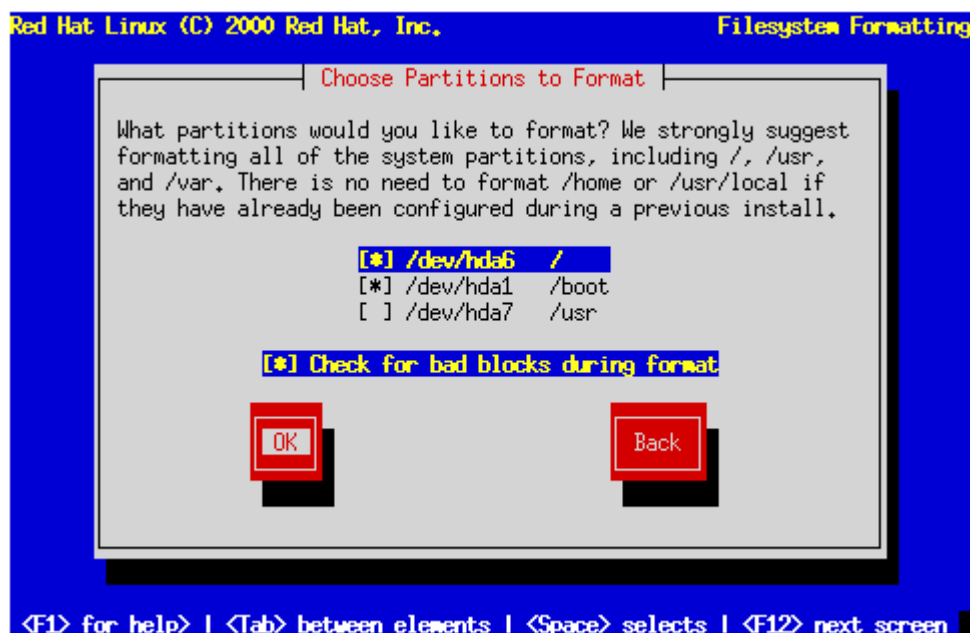 Red Hat Linux (C) 2000 Red Hat, Inc. Filesystem Formatting
Choose Partitions to Format
What partitions would you like to format? We strongly suggest
formatting all of the system partitions, including /, /usr,
and /var. There is no need to format /home or /usr/local if
they have already been configured during a previous install.
[*] /dev/hda6 /
[*] /dev/hda1 /boot
[ ] /dev/hda7 /usr
[*] Check for bad blocks during format
OK Back
<F1> for help> | <Tab> between elements | <Space> selects | <F12> next screen